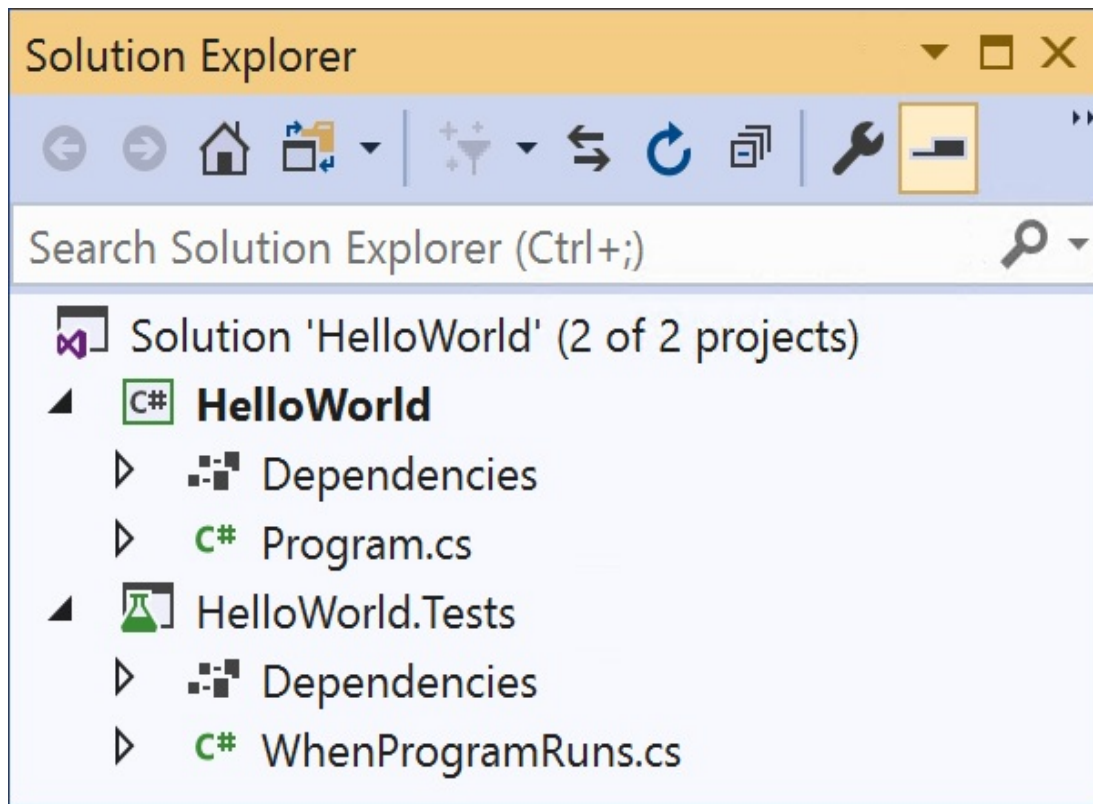 Solution Explorer
Search Solution Explorer (Ctrl+;)
Solution 'HelloWorld' (2 of 2 projects)
C# HelloWorld
Dependencies
C# Program.cs
HelloWorld.Tests
Dependencies
C# WhenProgramRuns.cs